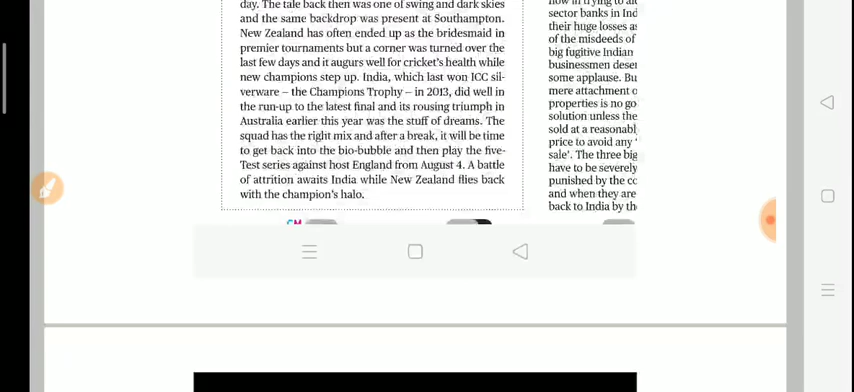 day. The tale back then was one of swing and dark skies
and the same backdrop was present at Southampton.
New Zealand has often ended up as the bridesmaid in
premier tournaments but a corner was turned over the
last few days and it augurs well for cricket's health while
new champions step up. India, which last won ICC sil-
verware – the Champions Trophy – in 2013, did well in
the run-up to the latest final and its rousing triumph in
Australia earlier this year was the stuff of dreams. The
squad has the right mix and after a break, it will be time
to get back into the bio-bubble and then play the five-
Test series against host England from August 4. A battle
of attrition awaits India while New Zealand flies back
with the champion's halo.
sector banks in Ind
their huge losses as
of the misdeeds of
big fugitive Indian
businessmen deser
some applause. Bu
mere attachment o
properties is no go
solution unless the
sold at a reasonabl
price to avoid any '
sale'. The three big
have to be severely
punished by the co
and when they are
back to India by the